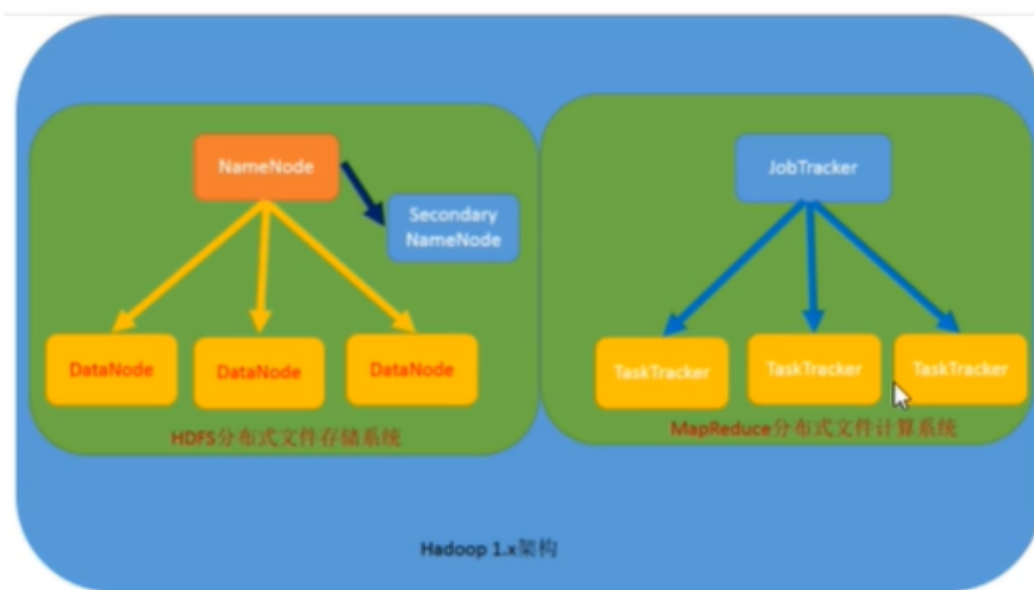 NameNode
Secondary
NameNode
DataNode
DataNode
DataNode
HDFS分布式文件存储系统
JobTracker
TaskTracker
TaskTracker
TaskTracker
MapReduce分布式文件计算系统
Hadoop 1.x架构